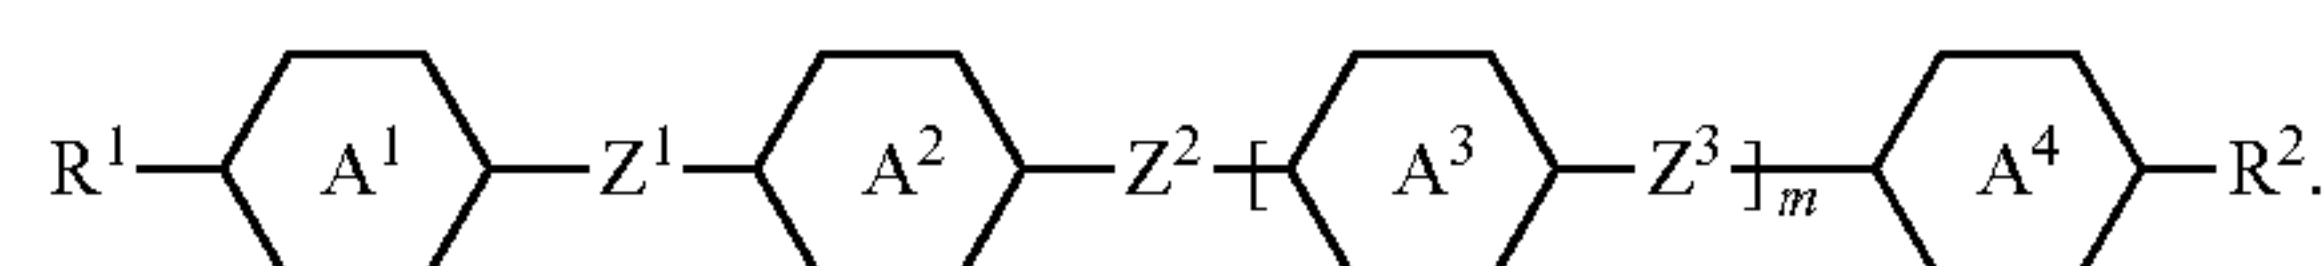 R¹ A¹ Z¹ A² Z² [ A³ Z³ ]m A⁴ R².